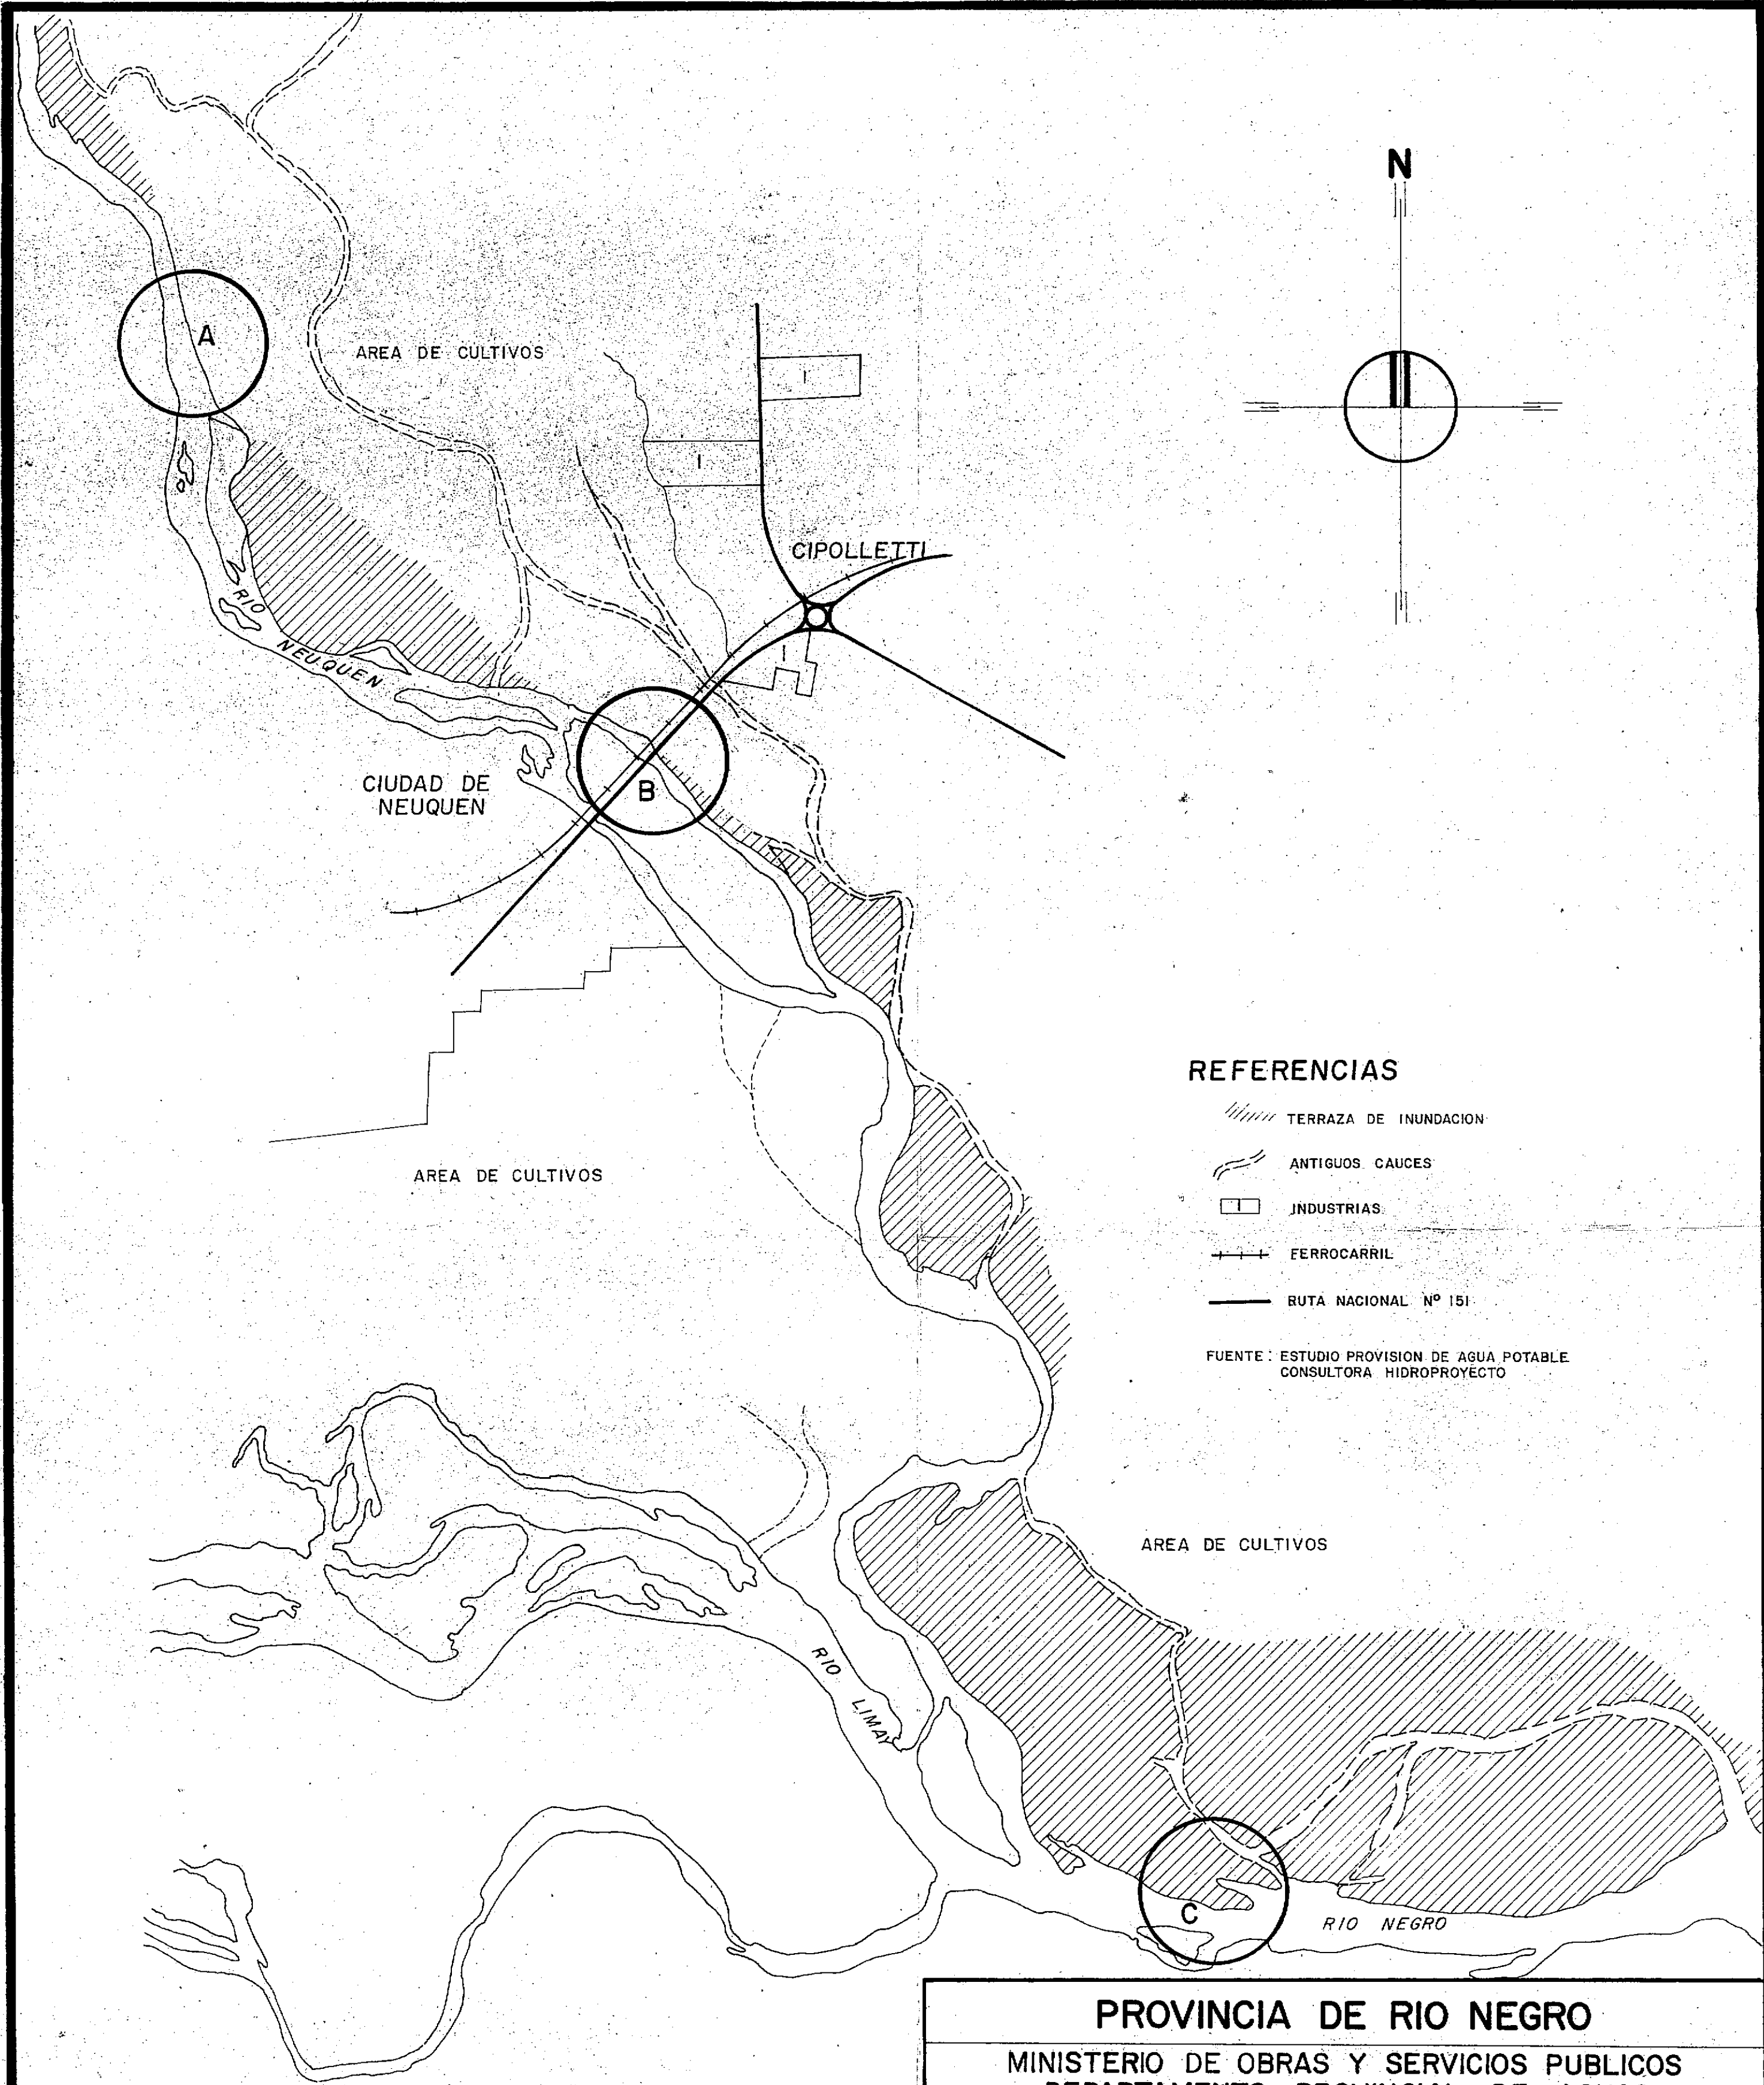 N
A
AREA DE CULTIVOS
I
I
CIPOLLETTI
RIO
NEUQUEN
CIUDAD DE
NEUQUEN
B
REFERENCIAS
TERRAZA DE INUNDACION
ANTIGUOS CAUCES
AREA DE CULTIVOS
I INDUSTRIAS
FERROCARRIL
RUTA NACIONAL Nº 151
FUENTE: ESTUDIO PROVISION DE AGUA POTABLE
CONSULTORA HIDROPROYECTO
AREA DE CULTIVOS
RIO
LIMAY
C
RIO NEGRO
PROVINCIA DE RIO NEGRO
MINISTERIO DE OBRAS Y SERVICIOS PUBLICOS